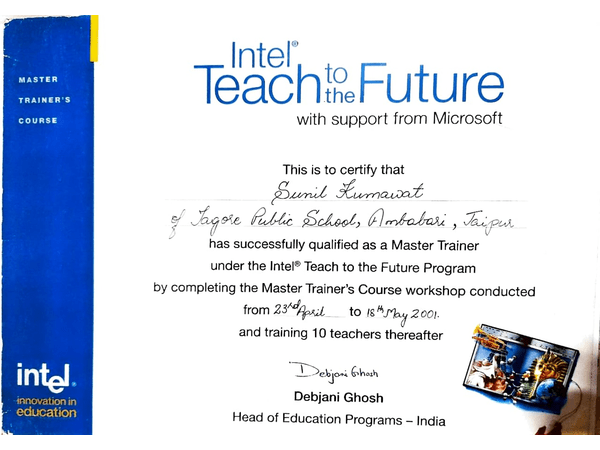 MASTER
TRAINER'S
COURSE
Intel® Teach to the Future
with support from Microsoft
This is to certify that
Sunil Kumawat
of Tagore Public School, Ambabari, Jaipur
has successfully qualified as a Master Trainer
under the Intel® Teach to the Future Program
by completing the Master Trainer's Course workshop conducted
from 23rd April to 18th May 2001.
and training 10 teachers thereafter
Debjani Ghosh
Debjani Ghosh
Head of Education Programs – India
intel®
innovation in
education